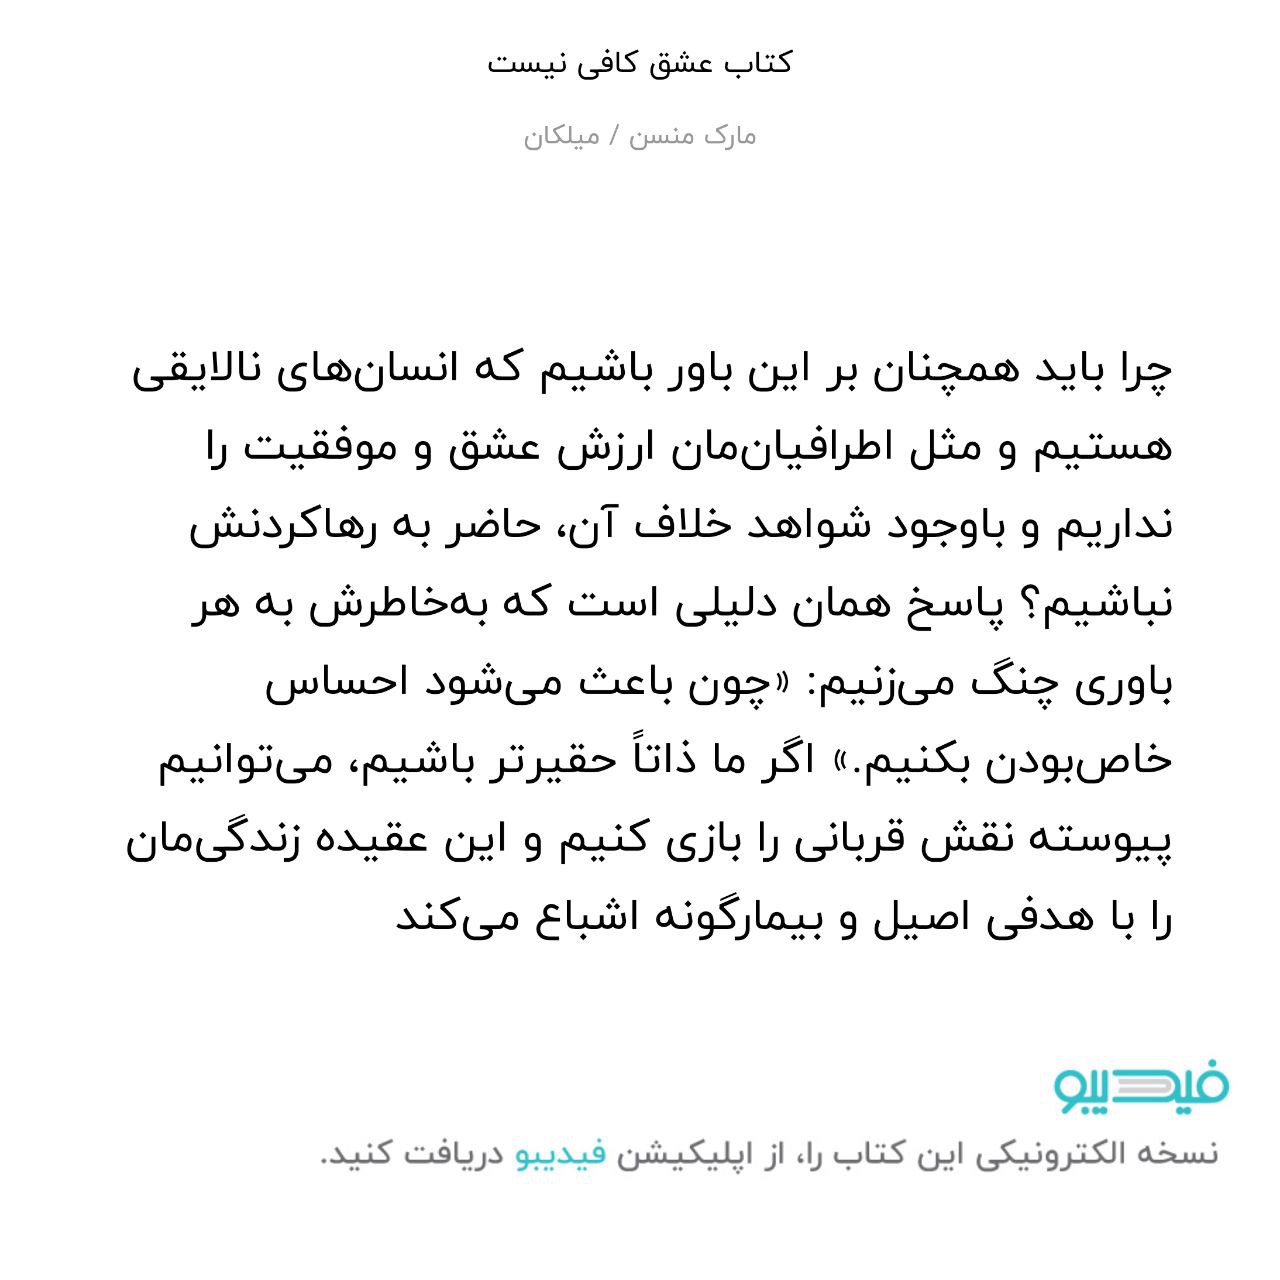 کتاب عشق کافی نیست
مارک منسن / میلکان
چرا باید همچنان بر این باور باشیم که انسان‌های نالایقی
هستیم و مثل اطرافیان‌مان ارزش عشق و موفقیت را
نداریم و باوجود شواهد خلاف آن، حاضر به رهاکردنش
نباشیم؟ پاسخ همان دلیلی است که به‌خاطرش به هر
باوری چنگ می‌زنیم: «چون باعث می‌شود احساس
خاص‌بودن بکنیم.» اگر ما ذاتاً حقیرتر باشیم، می‌توانیم
پیوسته نقش قربانی را بازی کنیم و این عقیده زندگی‌مان
را با هدفی اصیل و بیمارگونه اشباع می‌کند
فیدیبو
نسخه الکترونیکی این کتاب را، از اپلیکیشن فیدیبو دریافت کنید.